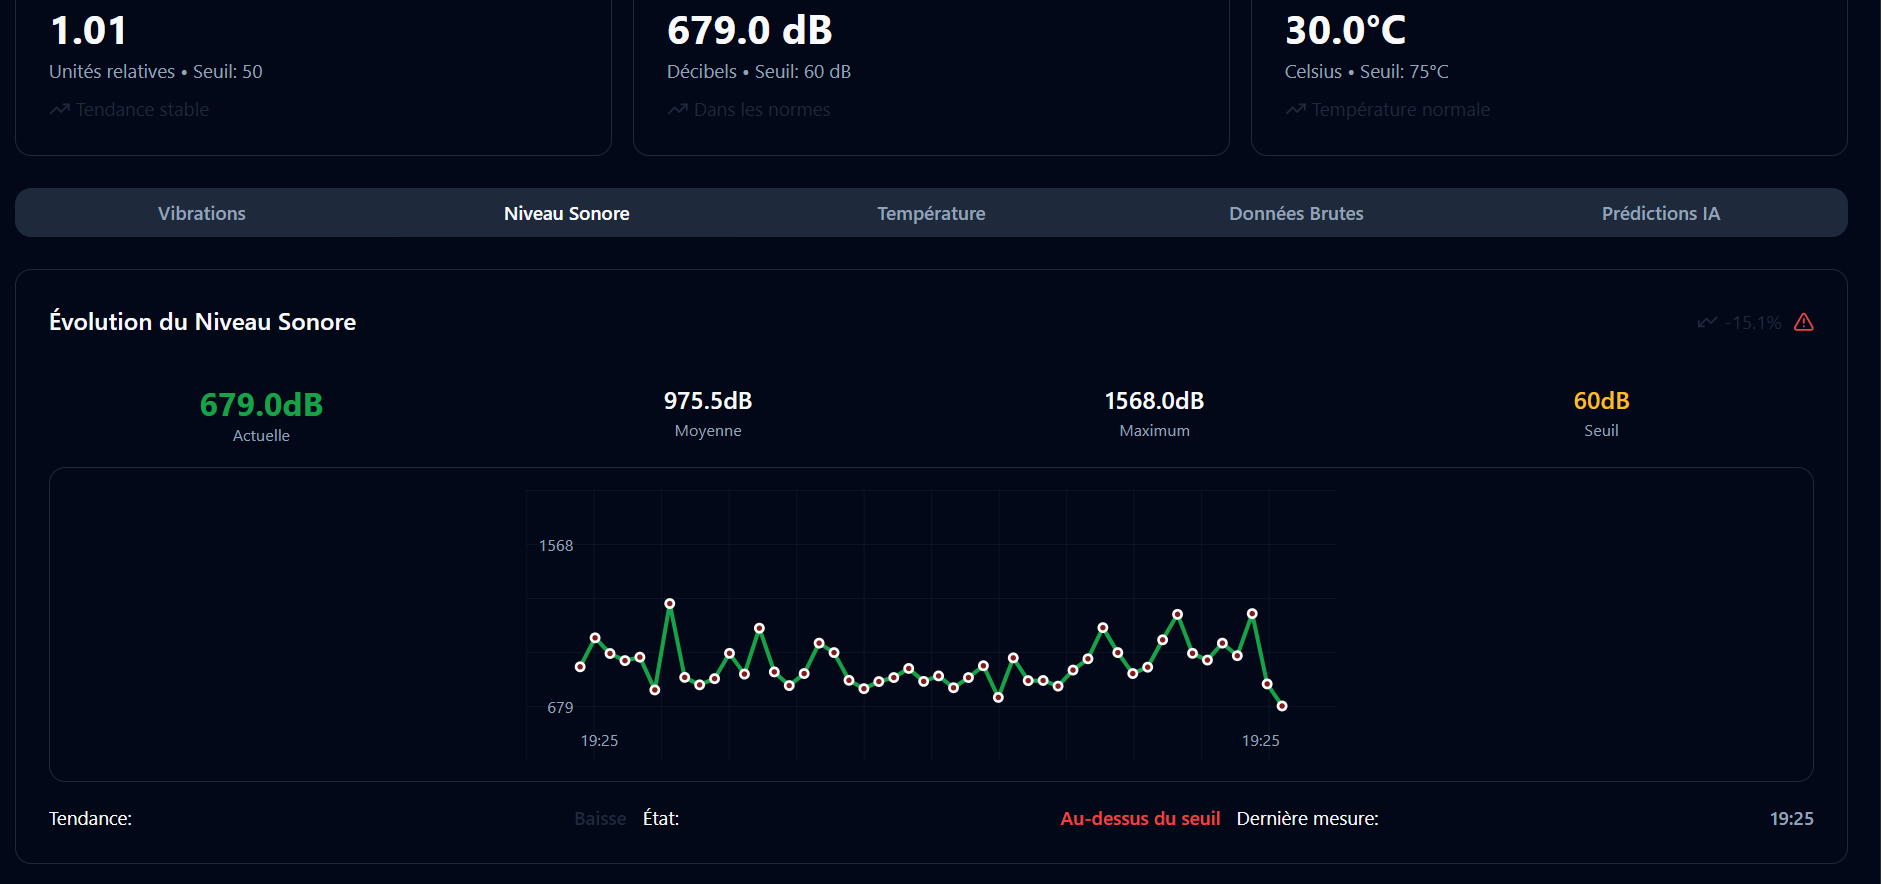 1.01
Unités relatives • Seuil: 50
Tendance stable
679.0 dB
Décibels • Seuil: 60 dB
Dans les normes
30.0°C
Celsius • Seuil: 75°C
Température normale
Vibrations
Niveau Sonore
Température
Données Brutes
Prédictions IA
Évolution du Niveau Sonore
-15.1%
679.0dB
Actuelle
975.5dB
Moyenne
1568.0dB
Maximum
60dB
Seuil
1568
679
19:25
19:25
Tendance:
Baisse
État:
Au-dessus du seuil
Dernière mesure:
19:25